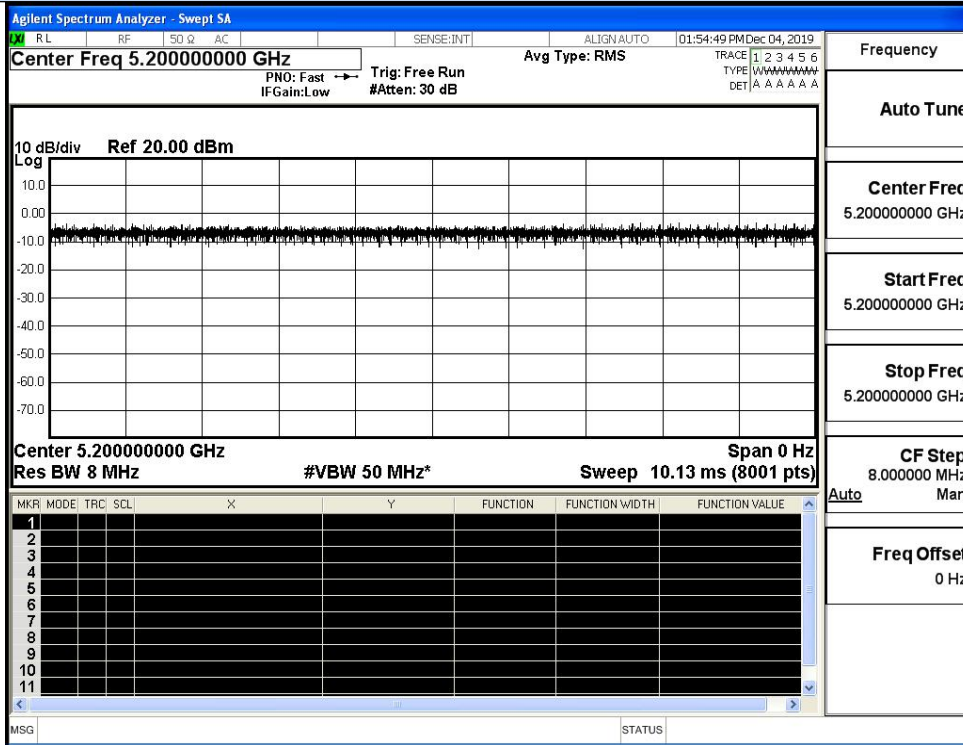 Agilent Spectrum Analyzer - Swept SA
LXI RL RF 50 Ω AC SENSE:INT ALIGN AUTO 01:54:49 PM Dec 04, 2019
Center Freq 5.200000000 GHz
PNO: Fast
IFGain:Low
Trig: Free Run
#Atten: 30 dB
Avg Type: RMS
TRACE 1 2 3 4 5 6
TYPE WWWWWW
DET A A A A A A
10 dB/div Ref 20.00 dBm
Log
10.0
0.00
-10.0
-20.0
-30.0
-40.0
-50.0
-60.0
-70.0
Center 5.200000000 GHz Span 0 Hz
Res BW 8 MHz #VBW 50 MHz* Sweep 10.13 ms (8001 pts)
MKR MODE TRC SCL X Y FUNCTION FUNCTION WIDTH FUNCTION VALUE
1
2
3
4
5
6
7
8
9
10
11
MSG STATUS
Frequency
Auto Tune
Center Freq
5.200000000 GHz
Start Freq
5.200000000 GHz
Stop Freq
5.200000000 GHz
CF Step
8.000000 MHz
Auto Man
Freq Offset
0 Hz